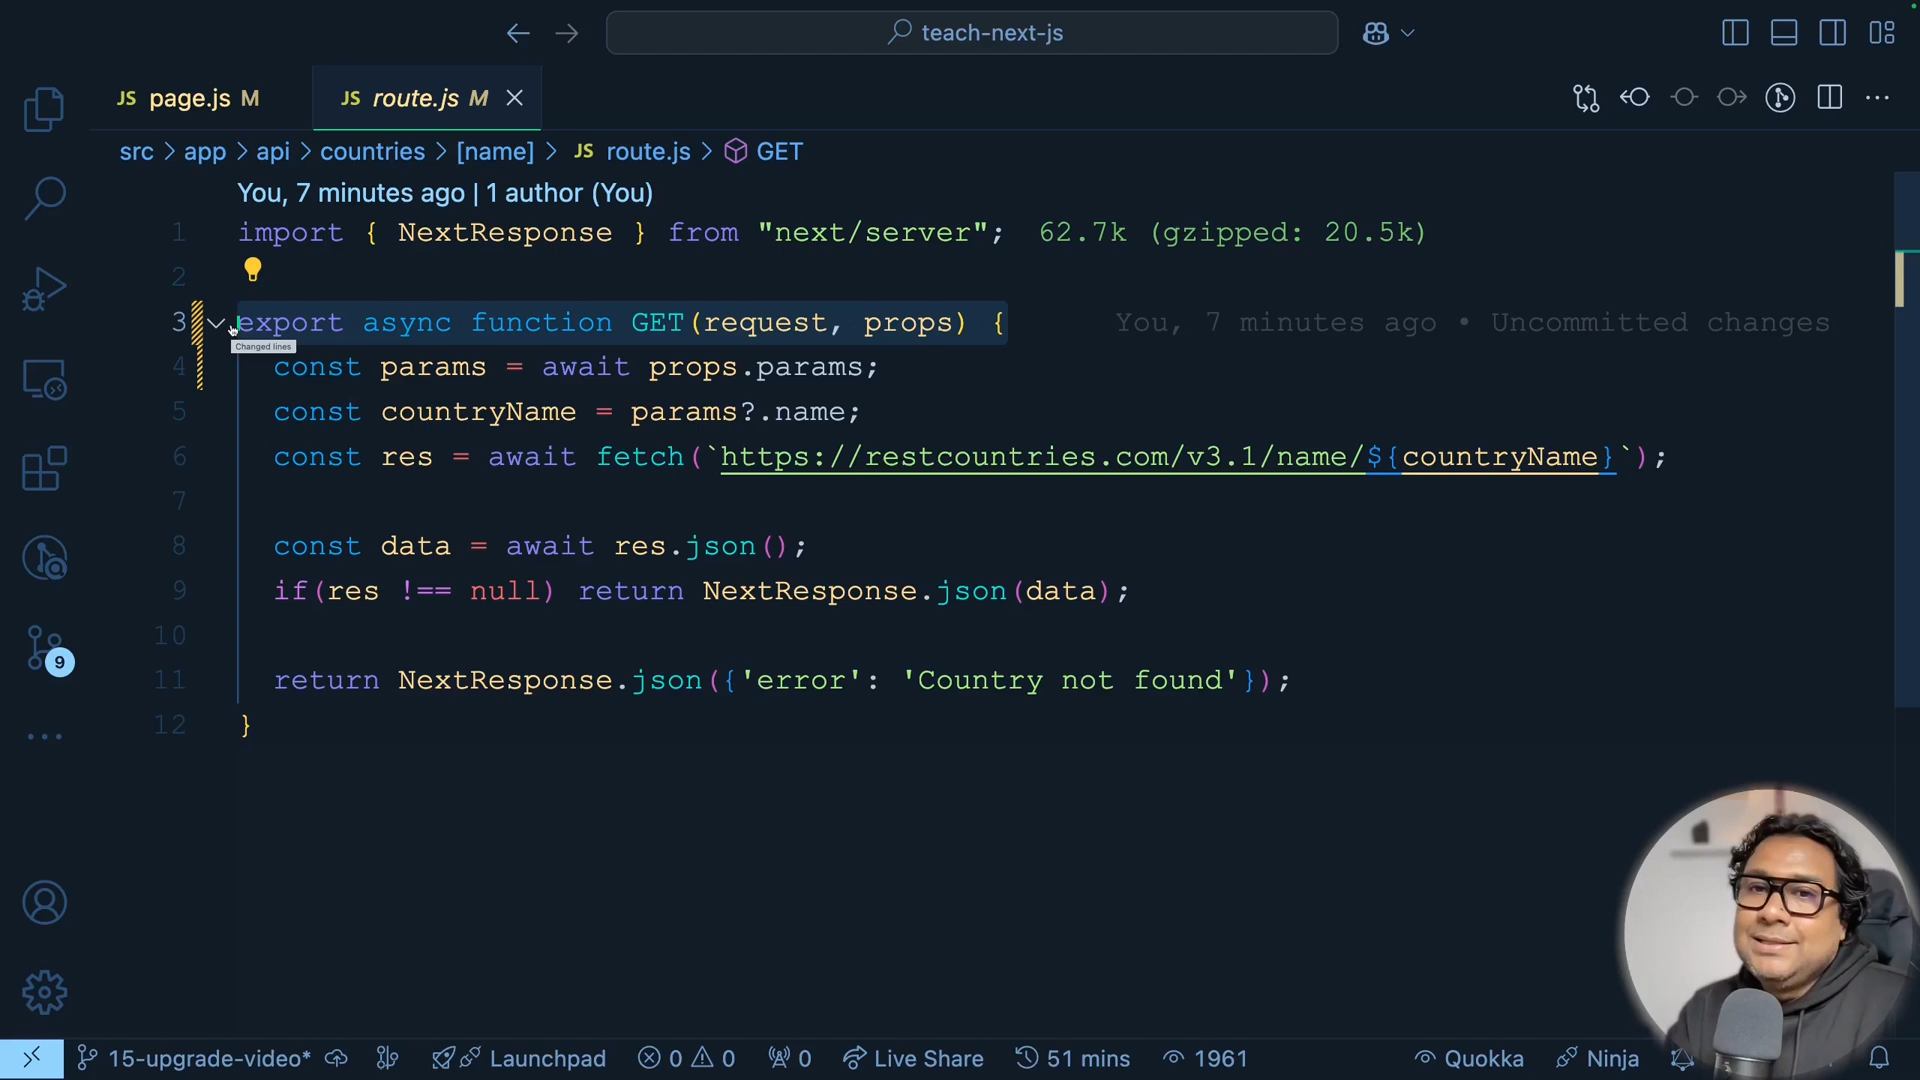 teach-next-js
JS page.js M
JS route.js M
src > app > api > countries > [name] > JS route.js > GET
You, 7 minutes ago | 1 author (You)
1 import { NextResponse } from "next/server"; 62.7k (gzipped: 20.5k)
2
3 export async function GET(request, props) { You, 7 minutes ago • Uncommitted changes
Changed lines
4 const params = await props.params;
5 const countryName = params?.name;
6 const res = await fetch(`https://restcountries.com/v3.1/name/${countryName}`);
7
8 const data = await res.json();
9 if(res !== null) return NextResponse.json(data);
10
11 return NextResponse.json({'error': 'Country not found'});
12 }
9
15-upgrade-video* Launchpad 0 0 0 Live Share 51 mins 1961 Quokka Ninja